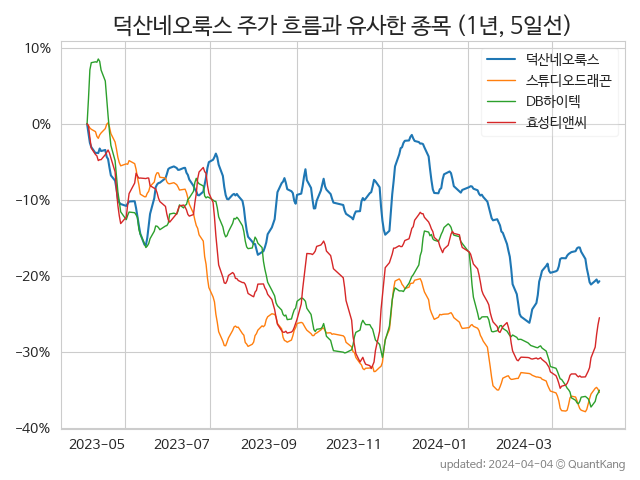 덕산네오룩스 주가 흐름과 유사한 종목 (1년, 5일선)
덕산네오룩스
스튜디오드래곤
DB하이텍
효성티앤씨
10%
0%
−10%
−20%
−30%
−40%
2023−05 2023−07 2023−09 2023−11 2024−01 2024−03
updated: 2024-04-04 © QuantKang